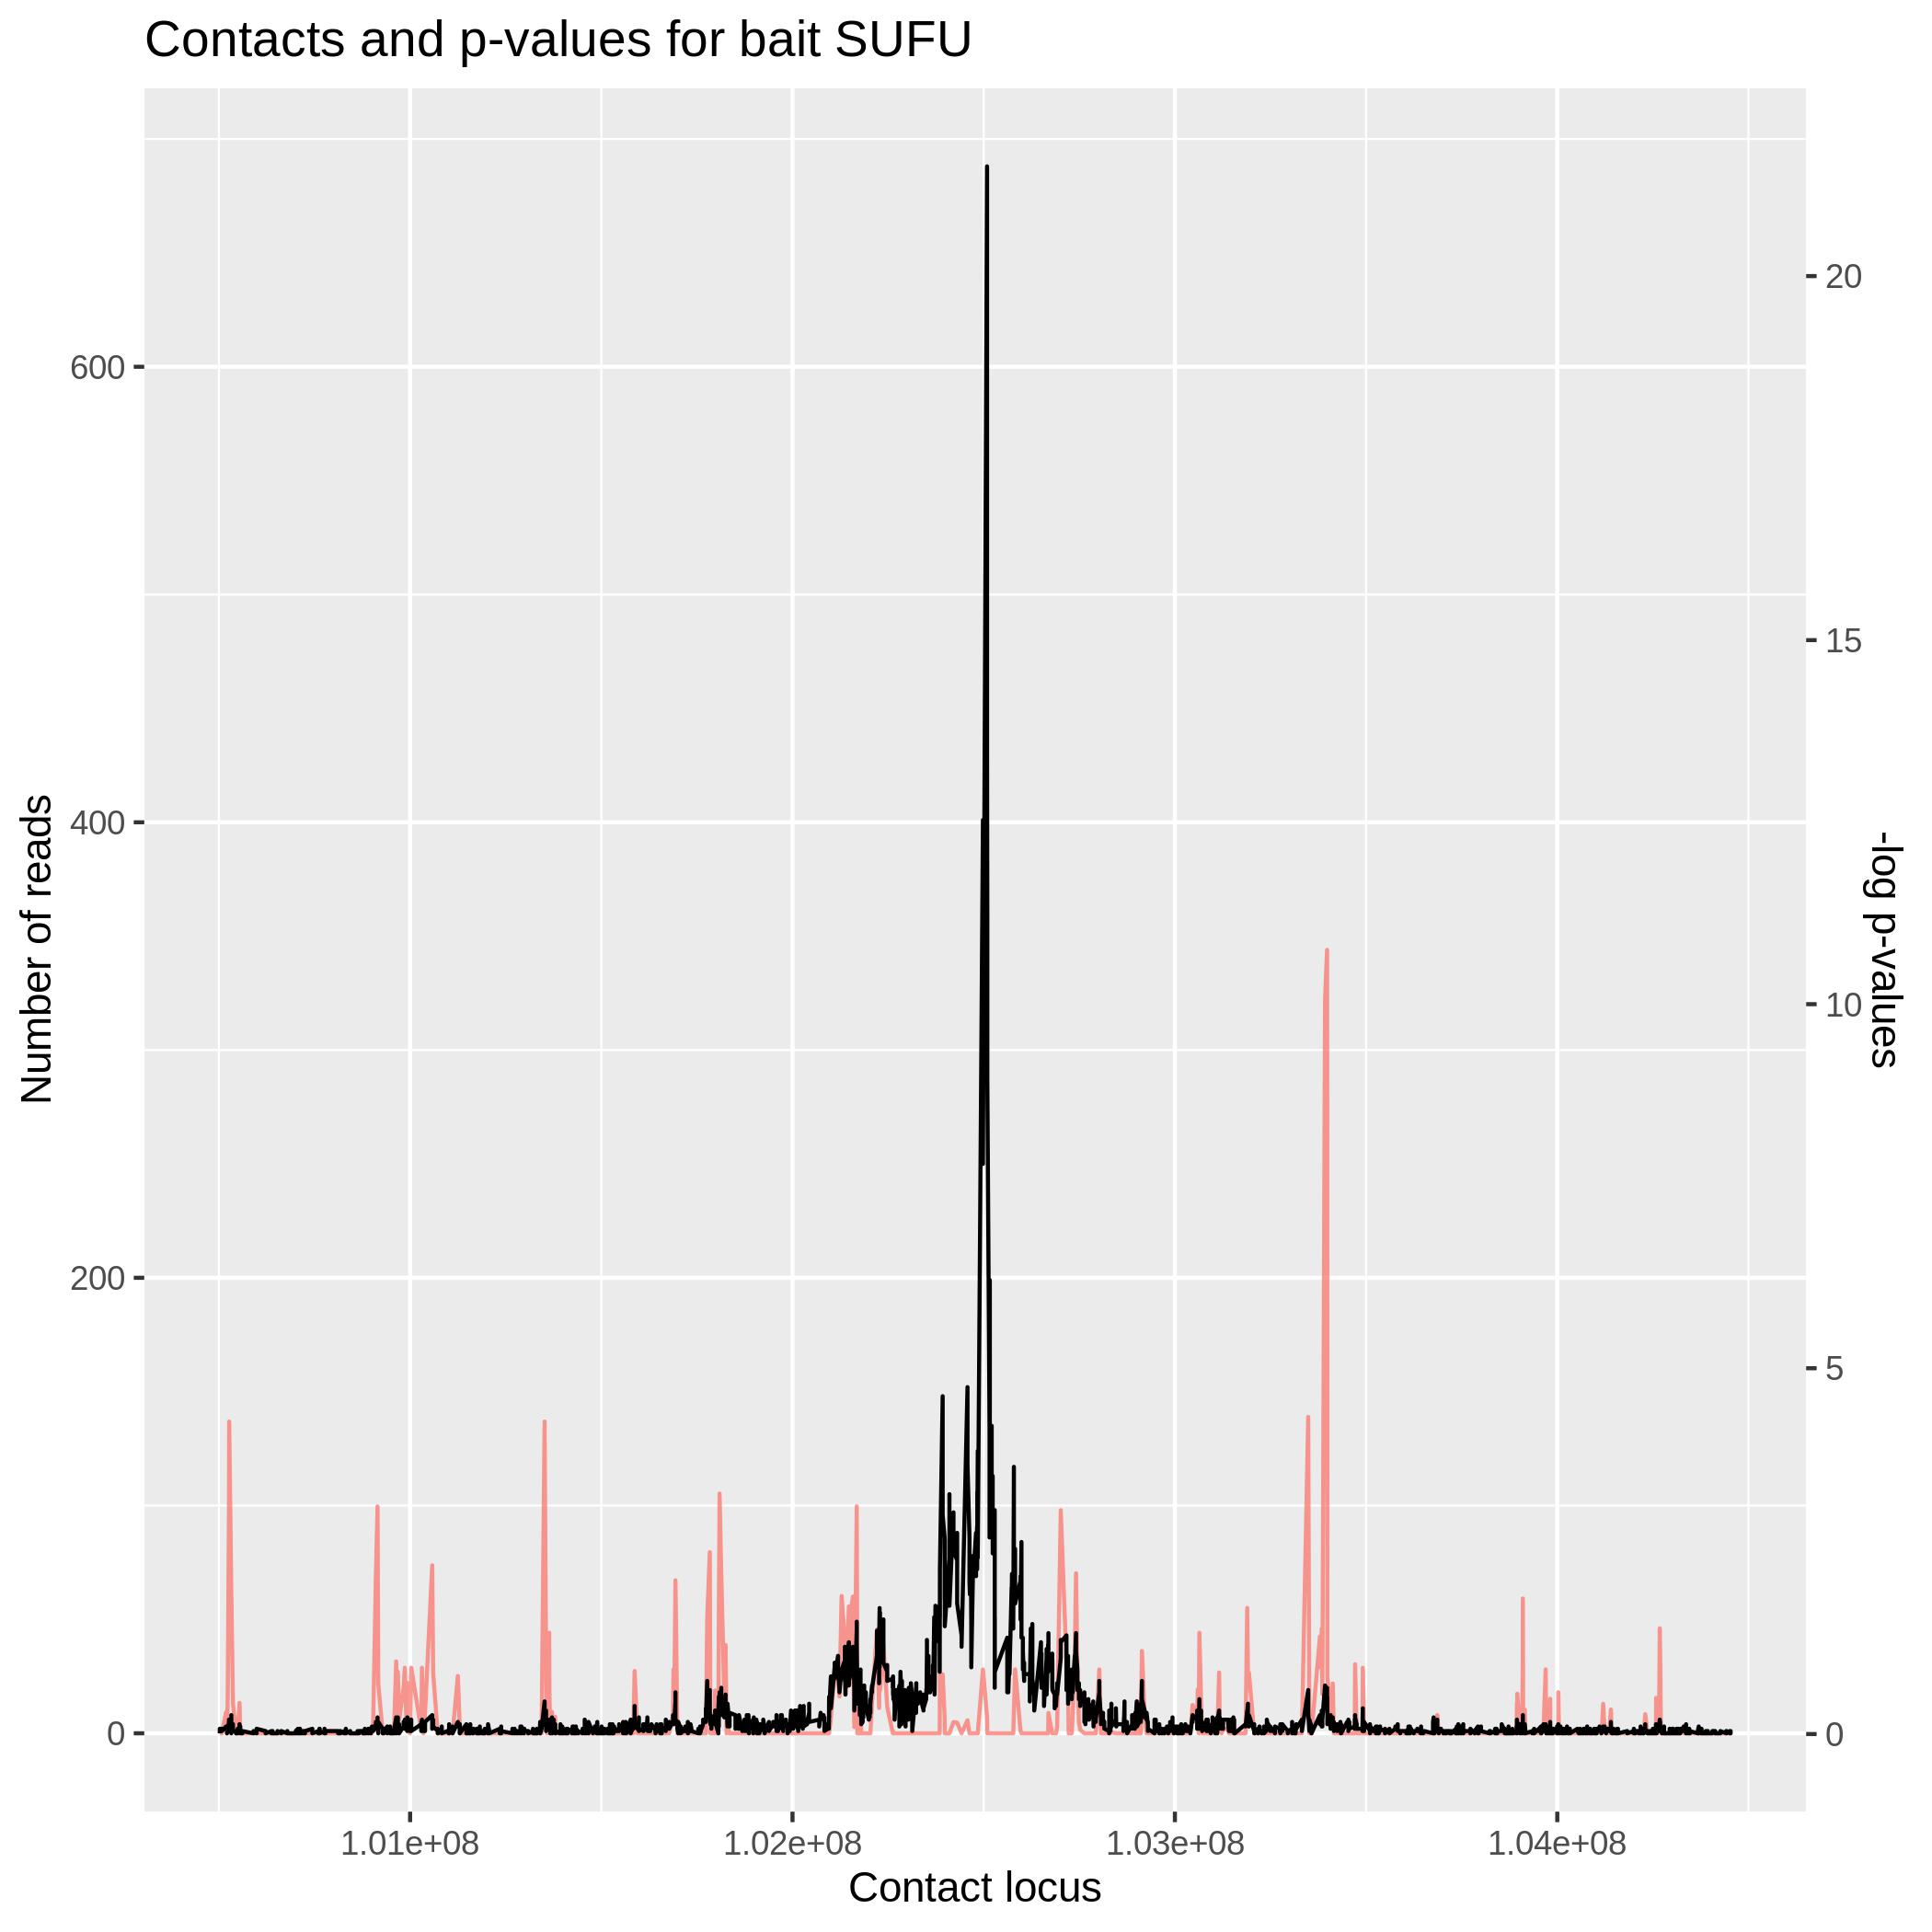 Contacts and p-values for bait SUFU
Number of reads
600
400
200
0
20
15
10
5
0
-log p-values
1.01e+08
1.02e+08
1.03e+08
1.04e+08
Contact locus